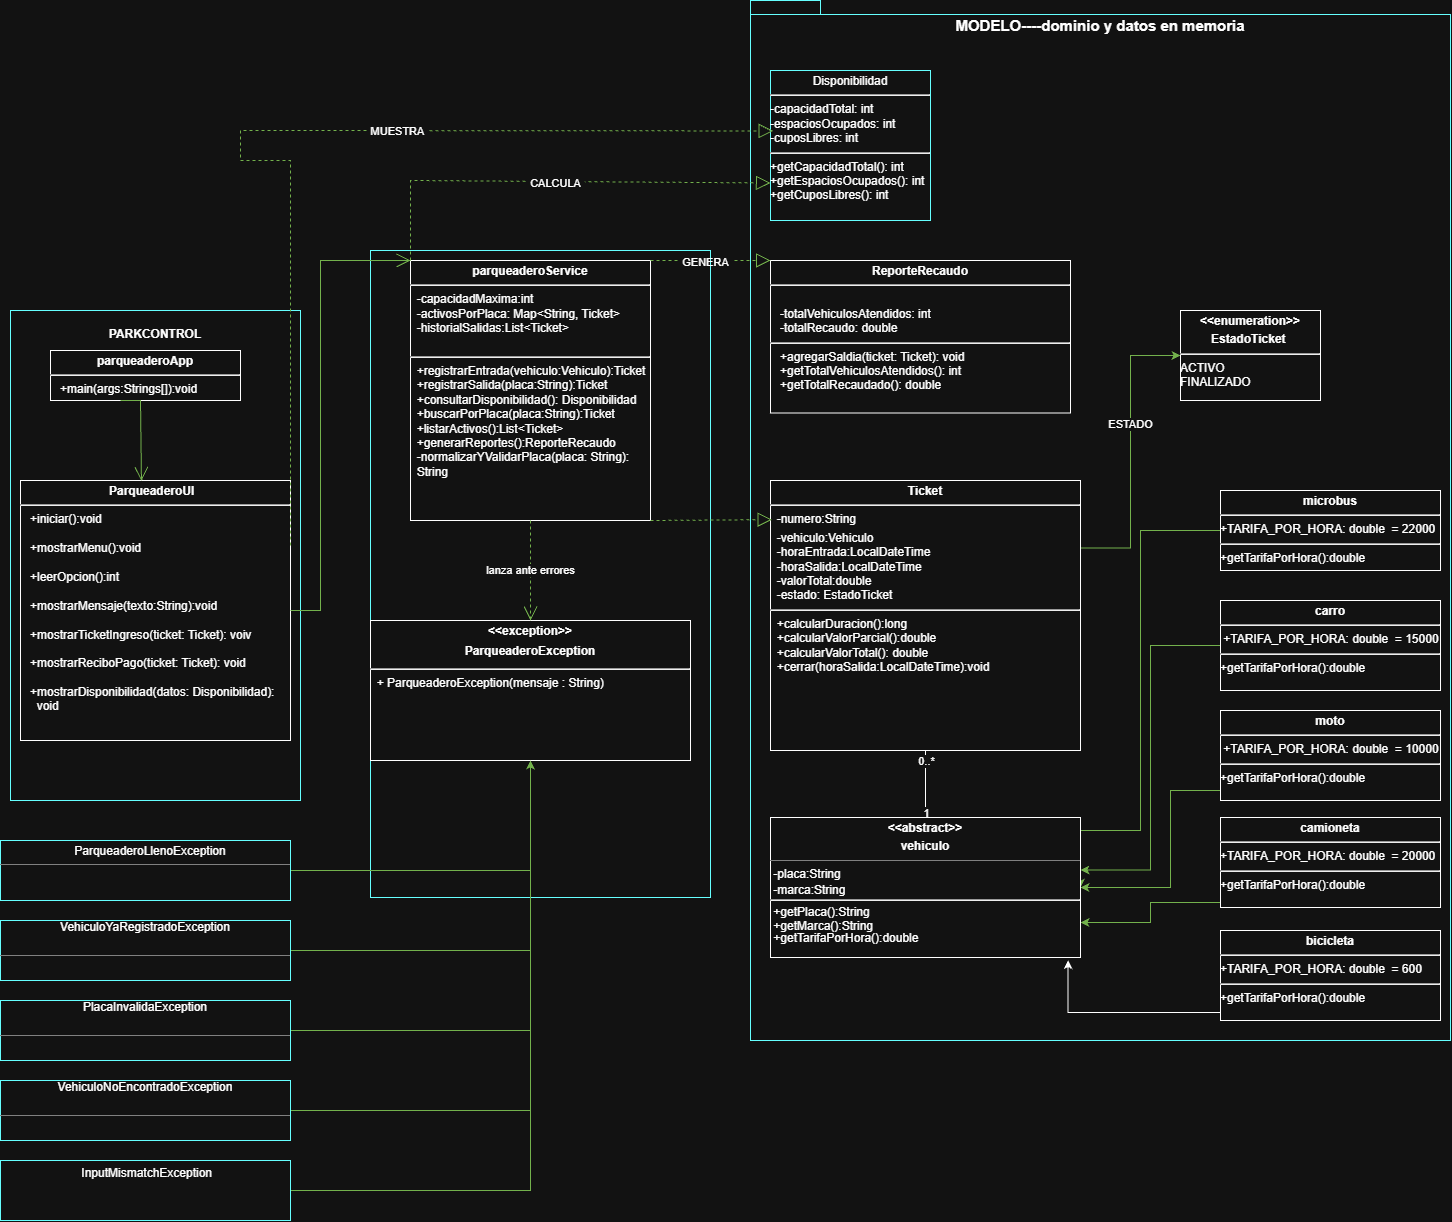 MODELO----dominio y datos en memoria
Disponibilidad
-capacidadTotal: int
-espaciosOcupados: int
-cuposLibres: int
+getCapacidadTotal(): int
+getEspaciosOcupados(): int
+getCuposLibres(): int
MUESTRA
CALCULA
GENERA
parqueaderoService
-capacidadMaxima:int
-activosPorPlaca: Map<String, Ticket>
-historialSalidas:List<Ticket>
+registrarEntrada(vehiculo:Vehiculo):Ticket
+registrarSalida(placa:String):Ticket
+consultarDisponibilidad(): Disponibilidad
+buscarPorPlaca(placa:String):Ticket
+listarActivos():List<Ticket>
+generarReportes():ReporteRecaudo
-normalizarYValidarPlaca(placa: String):
String
ReporteRecaudo
-totalVehiculosAtendidos: int
-totalRecaudo: double
+agregarSaldia(ticket: Ticket): void
+getTotalVehiculosAtendidos(): int
+getTotalRecaudado(): double
<<enumeration>>
EstadoTicket
ACTIVO
FINALIZADO
ESTADO
PARKCONTROL
parqueaderoApp
+main(args:Strings[]):void
ParqueaderoUI
+iniciar():void
+mostrarMenu():void
+leerOpcion():int
+mostrarMensaje(texto:String):void
+mostrarTicketIngreso(ticket: Ticket): voiv
+mostrarReciboPago(ticket: Ticket): void
+mostrarDisponibilidad(datos: Disponibilidad):
void
lanza ante errores
<<exception>>
ParqueaderoException
+ ParqueaderoException(mensaje : String)
Ticket
-numero:String
-vehiculo:Vehiculo
-horaEntrada:LocalDateTime
-horaSalida:LocalDateTime
-valorTotal:double
-estado: EstadoTicket
+calcularDuracion():long
+calcularValorParcial():double
+calcularValorTotal(): double
+cerrar(horaSalida:LocalDateTime):void
0..*
1
<<abstract>>
vehiculo
-placa:String
-marca:String
+getPlaca():String
+getMarca():String
+getTarifaPorHora():double
microbus
+TARIFA_POR_HORA: double = 22000
+getTarifaPorHora():double
carro
+TARIFA_POR_HORA: double = 15000
+getTarifaPorHora():double
moto
+TARIFA_POR_HORA: double = 10000
+getTarifaPorHora():double
camioneta
+TARIFA_POR_HORA: double = 20000
+getTarifaPorHora():double
bicicleta
+TARIFA_POR_HORA: double = 600
+getTarifaPorHora():double
ParqueaderoLlenoException
VehiculoYaRegistradoException
PlacaInvalidaException
VehiculoNoEncontradoException
InputMismatchException